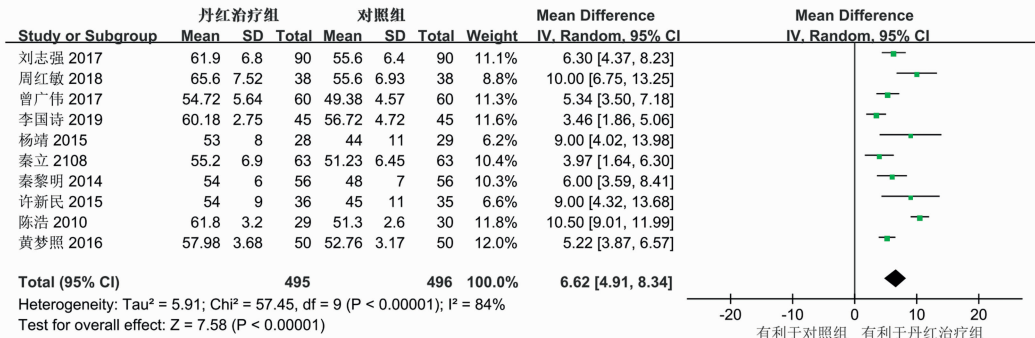 丹红治疗组 对照组 Mean Difference Mean Difference
Study or Subgroup Mean SD Total Mean SD Total Weight IV, Random, 95% CI IV, Random, 95% CI
刘志强 2017 61.9 6.8 90 55.6 6.4 90 11.1% 6.30 [4.37, 8.23]
周红敏 2018 65.6 7.52 38 55.6 6.93 38 8.8% 10.00 [6.75, 13.25]
曾广伟 2017 54.72 5.64 60 49.38 4.57 60 11.3% 5.34 [3.50, 7.18]
李国诗 2019 60.18 2.75 45 56.72 4.72 45 11.6% 3.46 [1.86, 5.06]
杨靖 2015 53 8 28 44 11 29 6.2% 9.00 [4.02, 13.98]
秦立 2108 55.2 6.9 63 51.23 6.45 63 10.4% 3.97 [1.64, 6.30]
秦黎明 2014 54 6 56 48 7 56 10.3% 6.00 [3.59, 8.41]
许新民 2015 54 9 36 45 11 35 6.6% 9.00 [4.32, 13.68]
陈浩 2010 61.8 3.2 29 51.3 2.6 30 11.8% 10.50 [9.01, 11.99]
黄梦照 2016 57.98 3.68 50 52.76 3.17 50 12.0% 5.22 [3.87, 6.57]
Total (95% CI) 495 496 100.0% 6.62 [4.91, 8.34]
Heterogeneity: Tau² = 5.91; Chi² = 57.45, df = 9 (P < 0.00001); I² = 84%
Test for overall effect: Z = 7.58 (P < 0.00001)
-20 -10 0 10 20
有利于对照组 有利于丹红治疗组